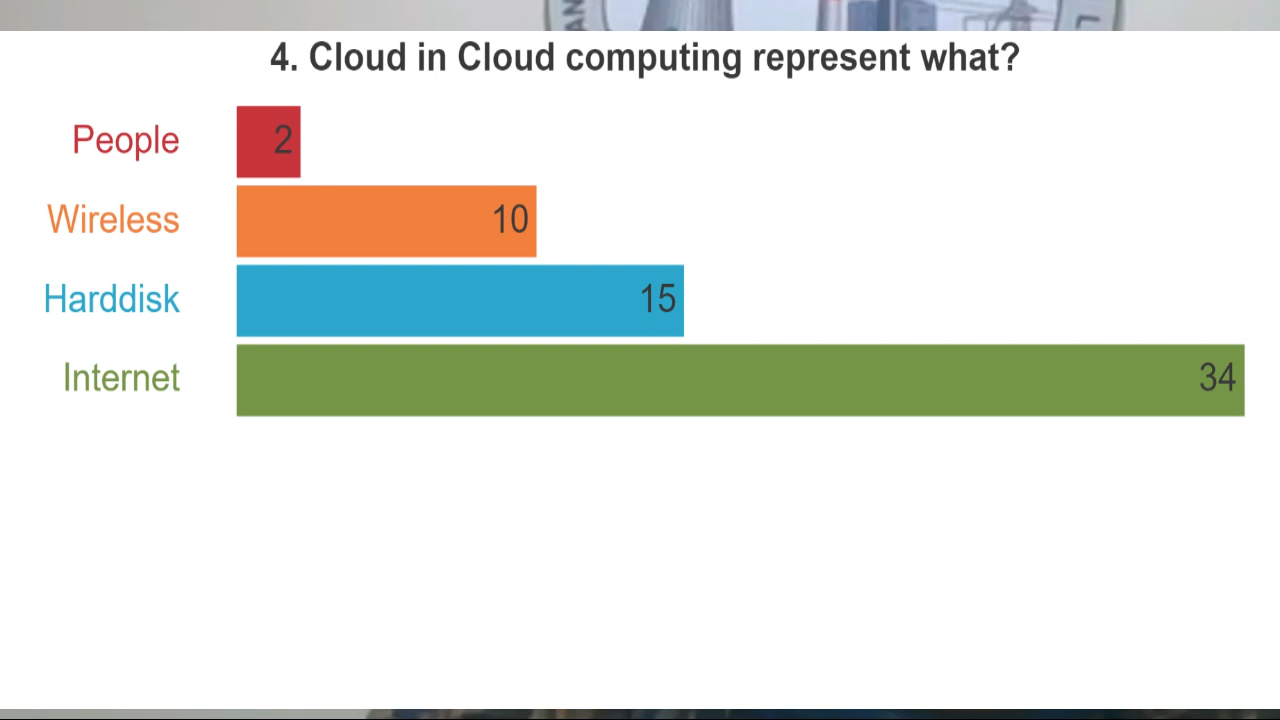 4. Cloud in Cloud computing represent what?
People 2
Wireless 10
Harddisk 15
Internet 34